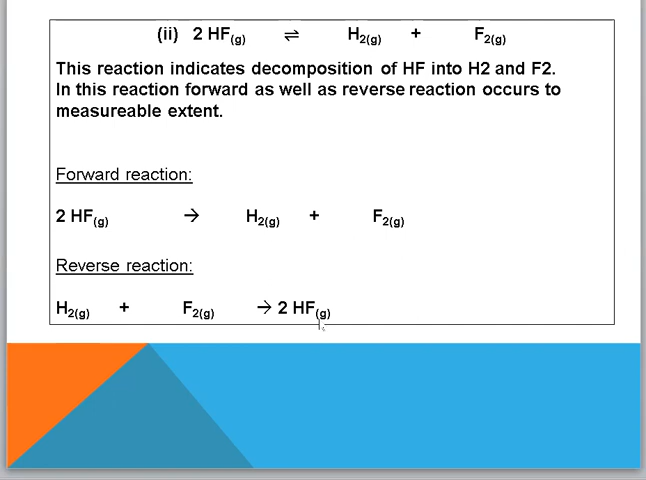 (ii) 2 HF(g) ⇌ H2(g) + F2(g)
This reaction indicates decomposition of HF into H2 and F2.
In this reaction forward as well as reverse reaction occurs to
measureable extent.
Forward reaction:
2 HF(g) → H2(g) + F2(g)
Reverse reaction:
H2(g) + F2(g) → 2 HF(g)